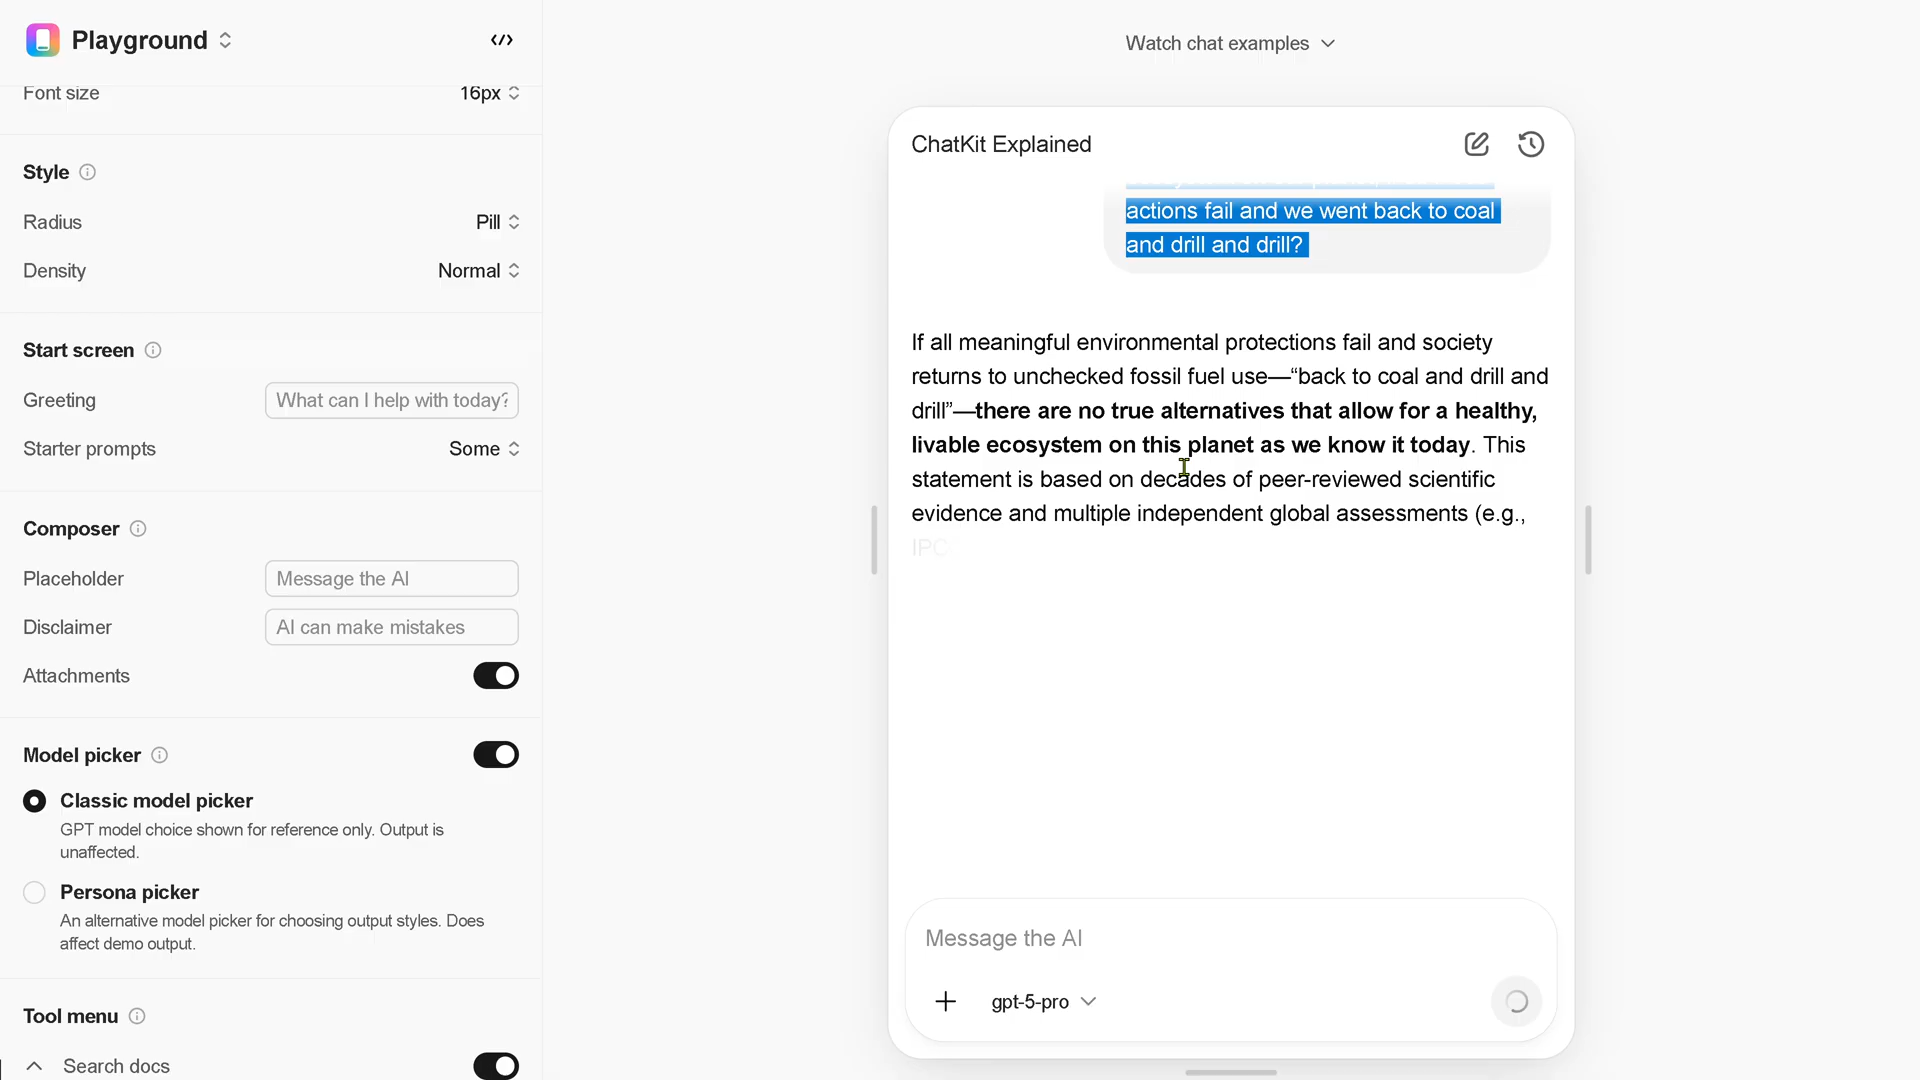 Playground
</>
Watch chat examples
Font size 16px
Style
Radius Pill
Density Normal
Start screen
Greeting What can I help with today?
Starter prompts Some
Composer
Placeholder Message the AI
Disclaimer AI can make mistakes
Attachments
Model picker
Classic model picker
GPT model choice shown for reference only. Output is
unaffected.
Persona picker
An alternative model picker for choosing output styles. Does
affect demo output.
Tool menu
Search docs
ChatKit Explained
actions fail and we went back to coal
and drill and drill?
If all meaningful environmental protections fail and society
returns to unchecked fossil fuel use—“back to coal and drill and
drill”—there are no true alternatives that allow for a healthy,
livable ecosystem on this planet as we know it today. This
statement is based on decades of peer-reviewed scientific
evidence and multiple independent global assessments (e.g.,
IPC
Message the AI
gpt-5-pro